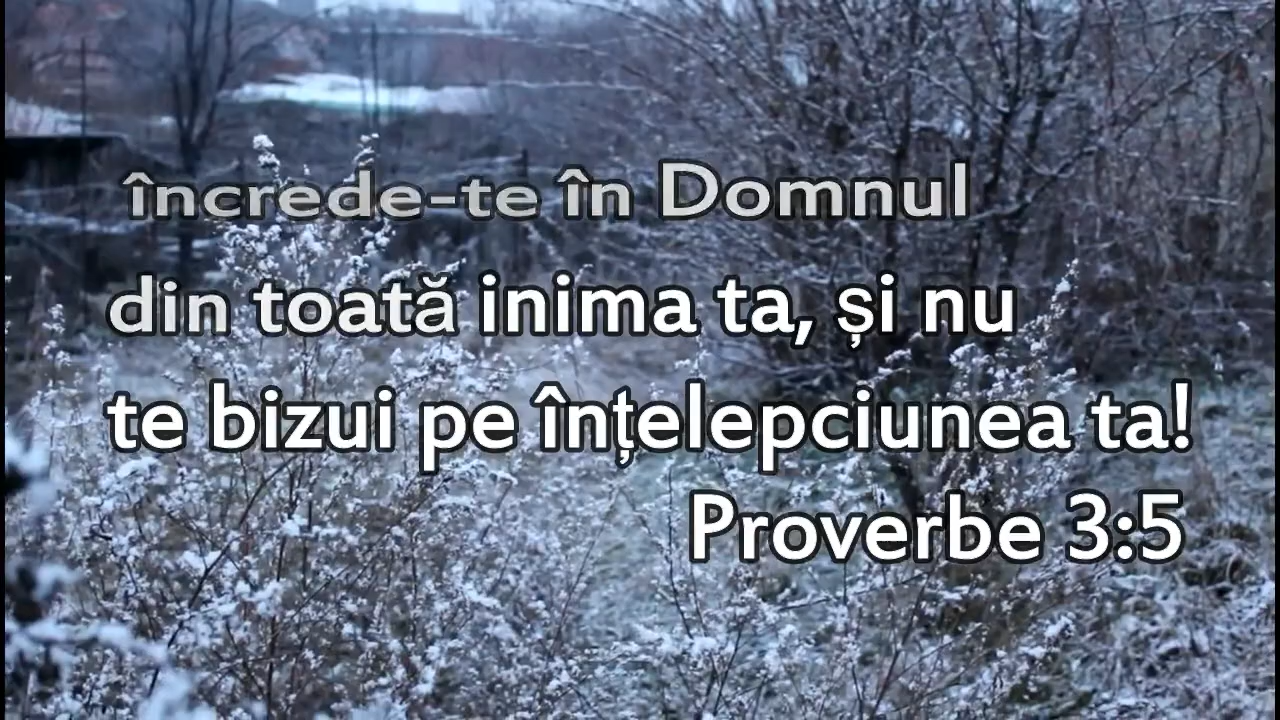 încrede-te în Domnul
din toată inima ta, și nu
te bizui pe înțelepciunea ta!
Proverbe 3:5